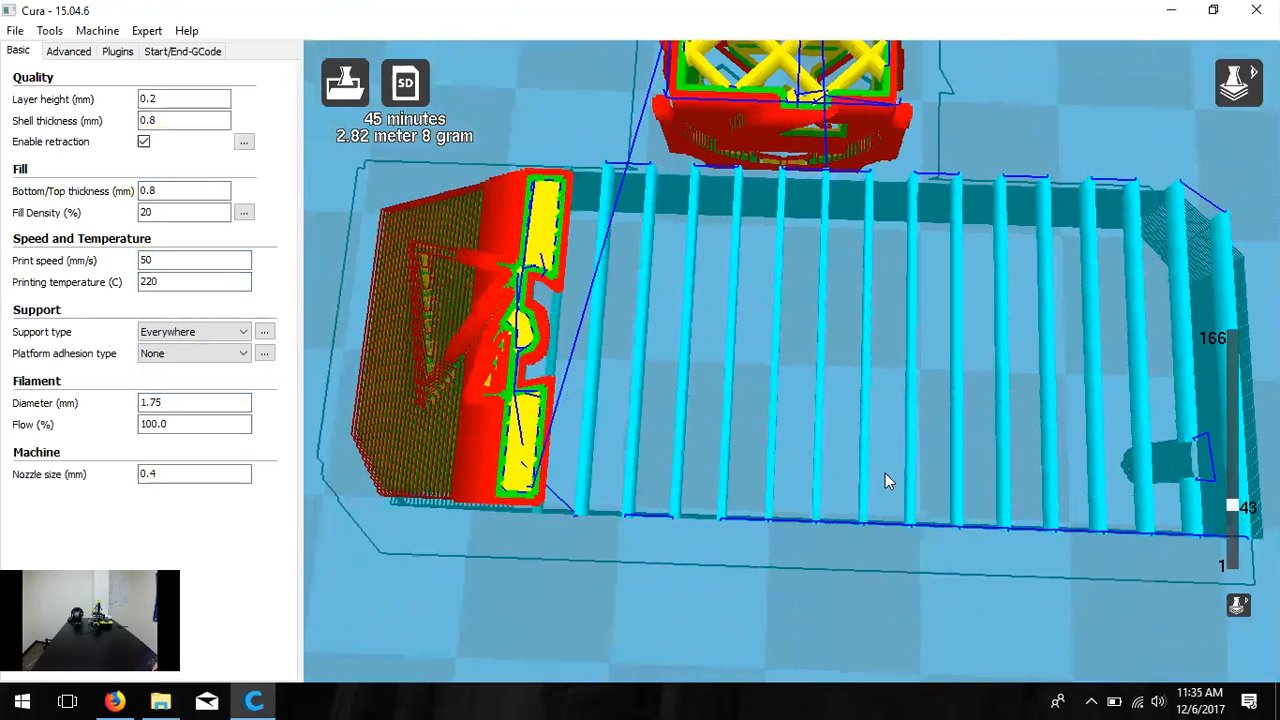 Cura - 15.04.6
File Tools Machine Expert Help
Basic Advanced Plugins Start/End-GCode
Quality
Layer height (mm) 0.2
Shell thickness (mm) 0.8
Enable retraction ...
Fill
Bottom/Top thickness (mm) 0.8
Fill Density (%) 20 ...
Speed and Temperature
Print speed (mm/s) 50
Printing temperature (C) 220
Support
Support type Everywhere ...
Platform adhesion type None ...
Filament
Diameter (mm) 1.75
Flow (%) 100.0
Machine
Nozzle size (mm) 0.4
SD
45 minutes
2.82 meter 8 gram
166
43
1
11:35 AM
12/6/2017